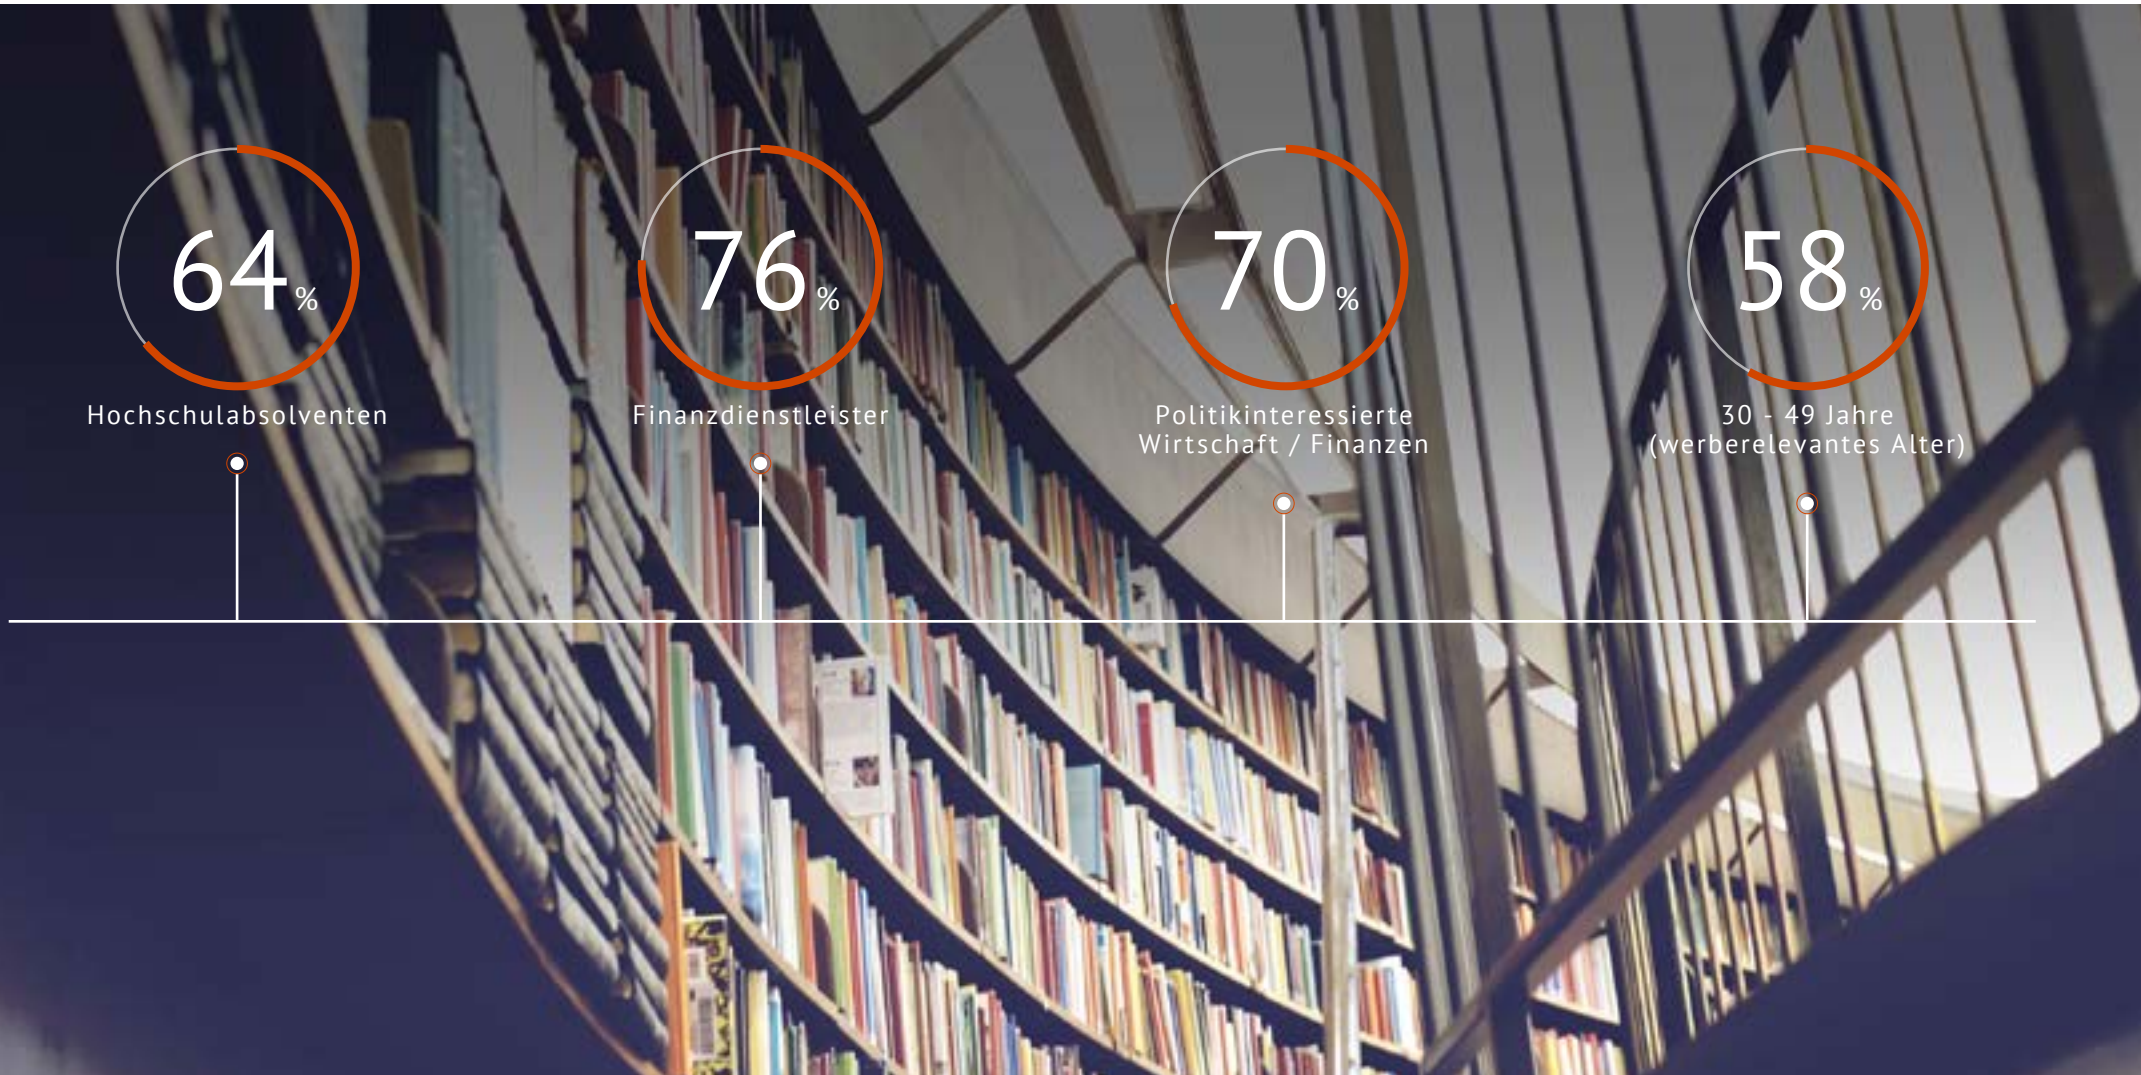 64 %
Hochschulabsolventen
76 %
Finanzdienstleister
70 %
Politikinteressierte
Wirtschaft / Finanzen
58 %
30 - 49 Jahre
(werberelevantes Alter)